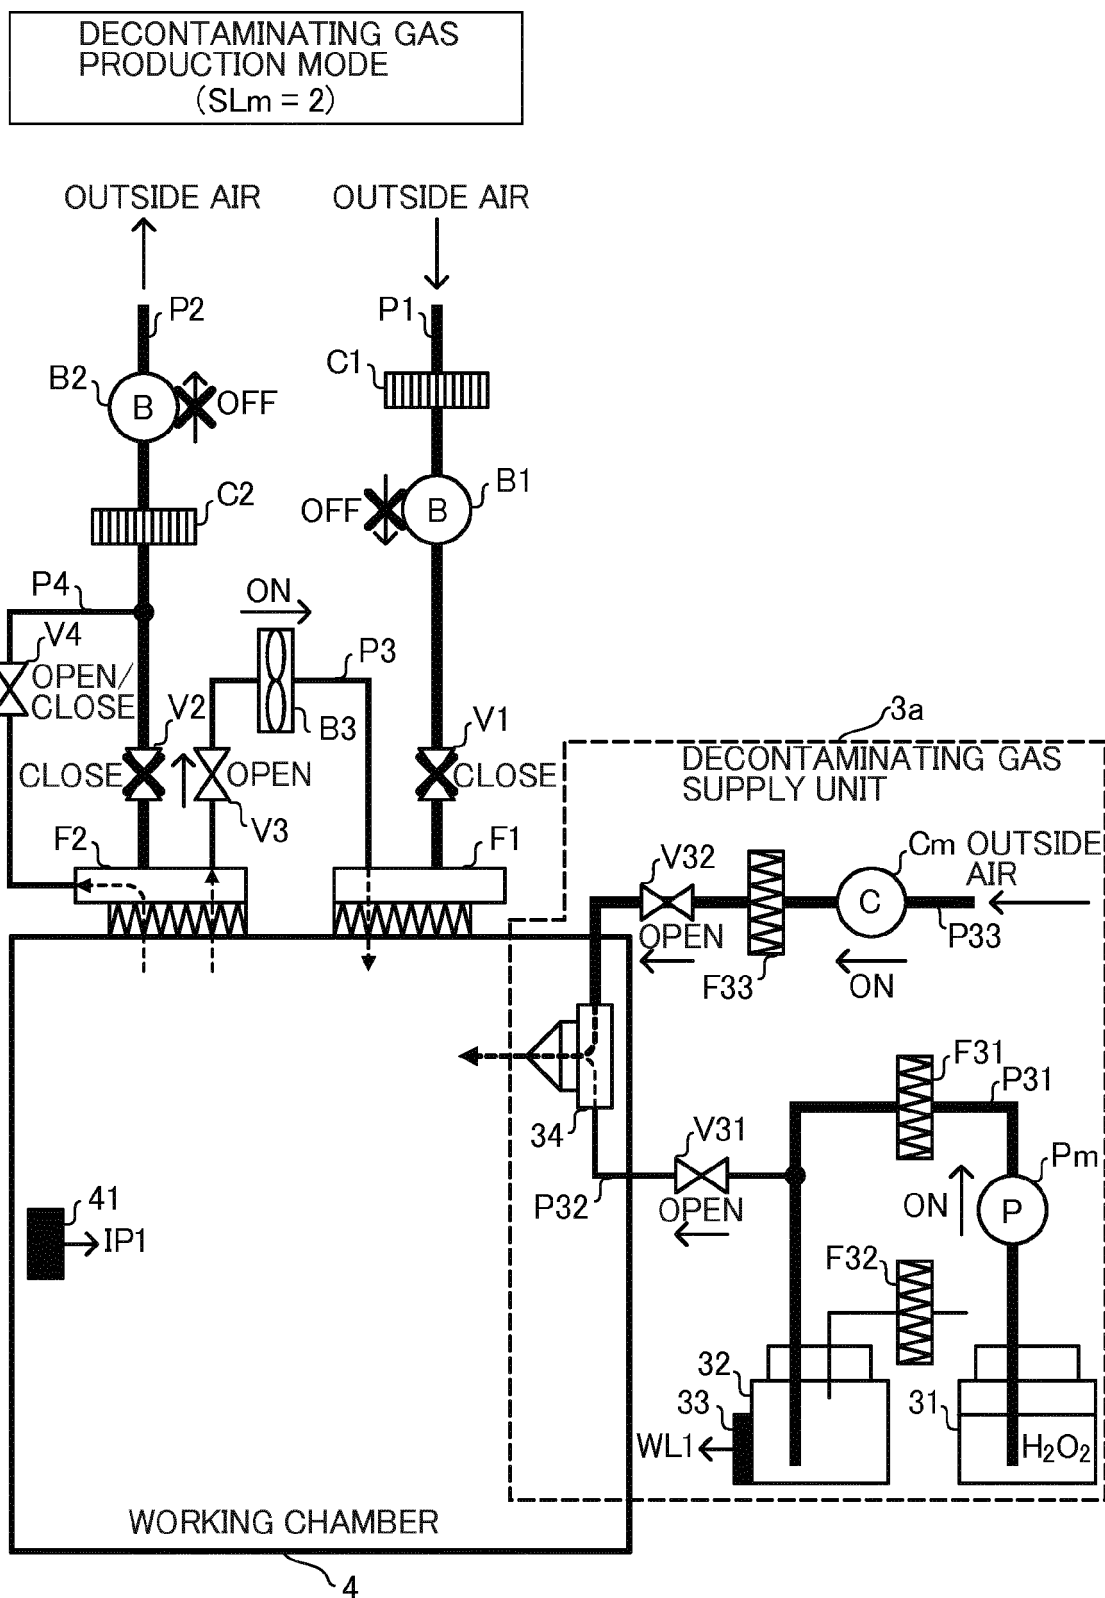 DECONTAMINATING GAS
PRODUCTION MODE
(SLm = 2)
OUTSIDE AIR
OUTSIDE AIR
P2
P1
C1
B2
B
OFF
C2
B1
OFF
B
P4
ON
V4
P3
OPEN/
CLOSE
V2
B3
V1
3a
CLOSE
OPEN
CLOSE
DECONTAMINATING GAS
SUPPLY UNIT
V3
F2
F1
V32
Cm OUTSIDE
AIR
C
OPEN
P33
F33
ON
F31
P31
34
V31
Pm
P32
OPEN
ON
P
41
IP1
F32
32
33
31
WL1
H₂O₂
WORKING CHAMBER
4